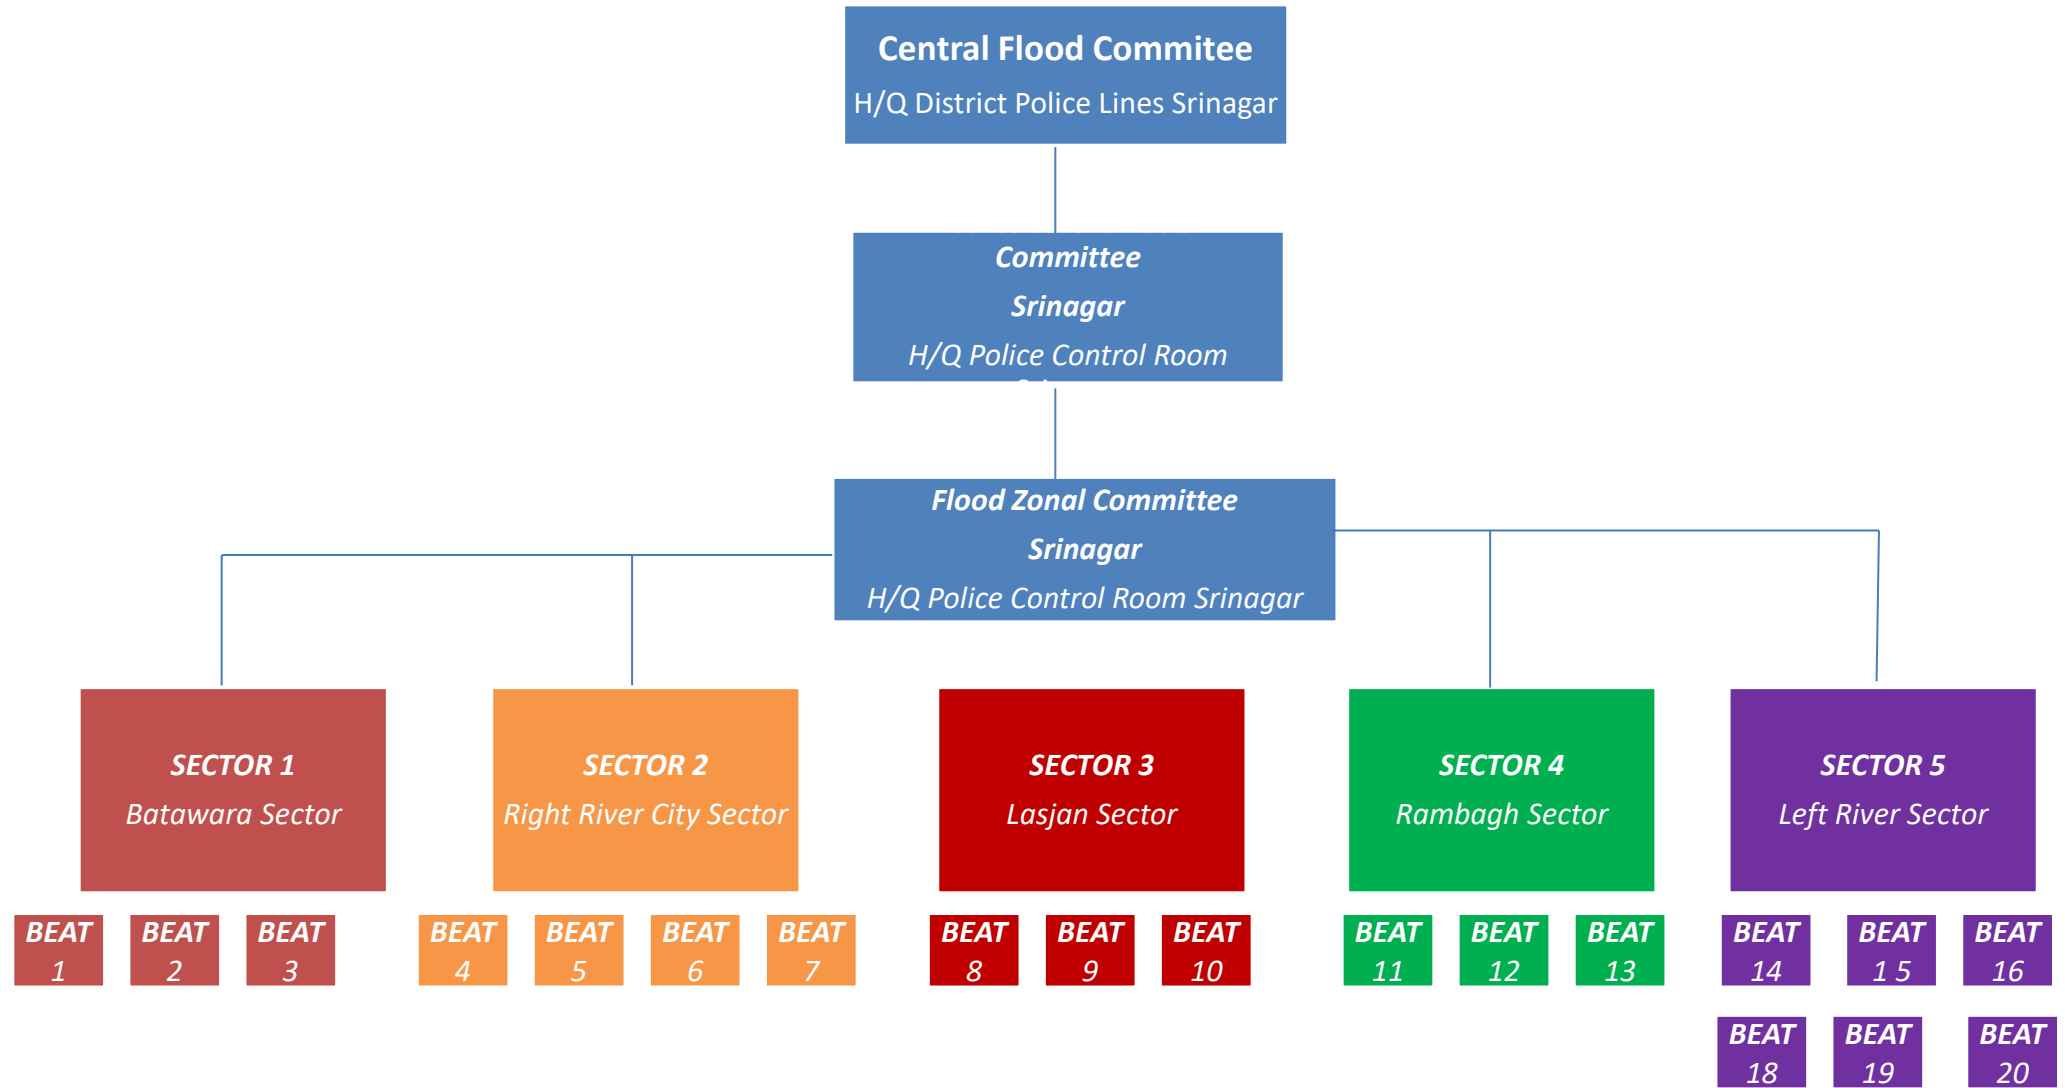 Central Flood Commitee
H/Q District Police Lines Srinagar
Committee
Srinagar
H/Q Police Control Room
Flood Zonal Committee
Srinagar
H/Q Police Control Room Srinagar
SECTOR 1
Batawara Sector
SECTOR 2
Right River City Sector
SECTOR 3
Lasjan Sector
SECTOR 4
Rambagh Sector
SECTOR 5
Left River Sector
BEAT
1
BEAT
2
BEAT
3
BEAT
4
BEAT
5
BEAT
6
BEAT
7
BEAT
8
BEAT
9
BEAT
10
BEAT
11
BEAT
12
BEAT
13
BEAT
14
BEAT
1 5
BEAT
16
BEAT
18
BEAT
19
BEAT
20